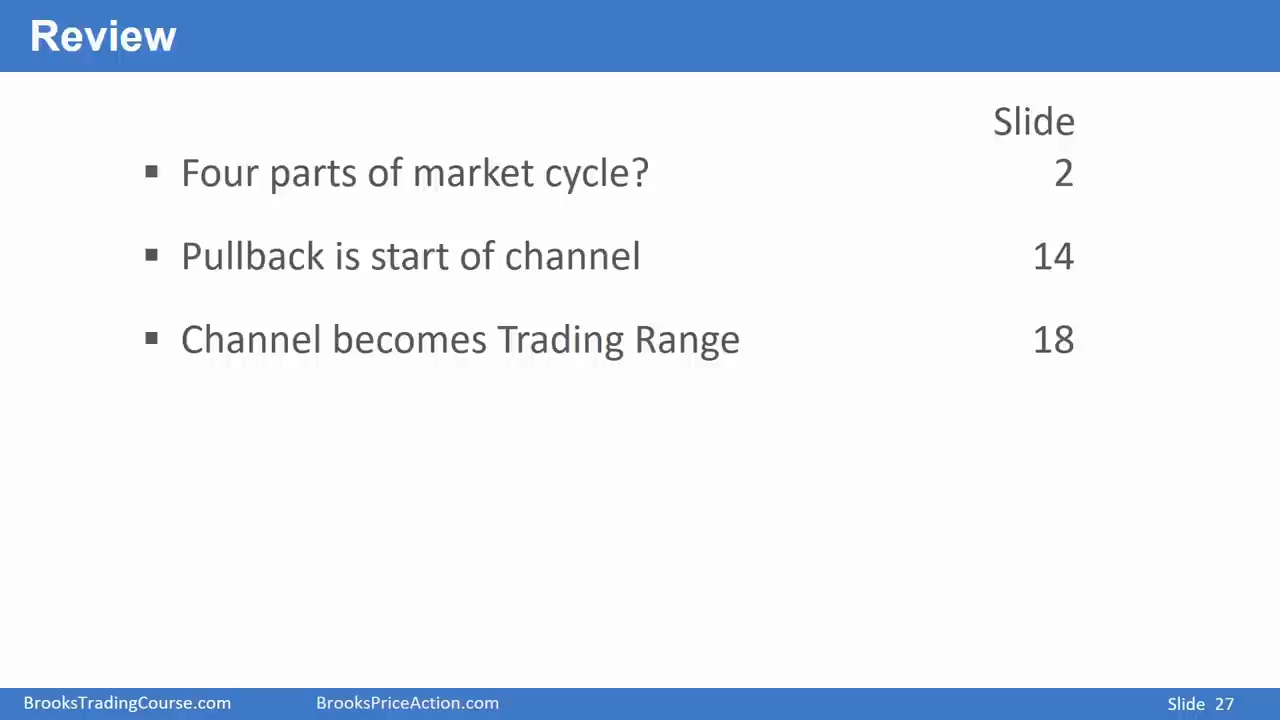 Review
Slide
▪ Four parts of market cycle? 2
▪ Pullback is start of channel 14
▪ Channel becomes Trading Range 18
BrooksTradingCourse.com BrooksPriceAction.com Slide 27